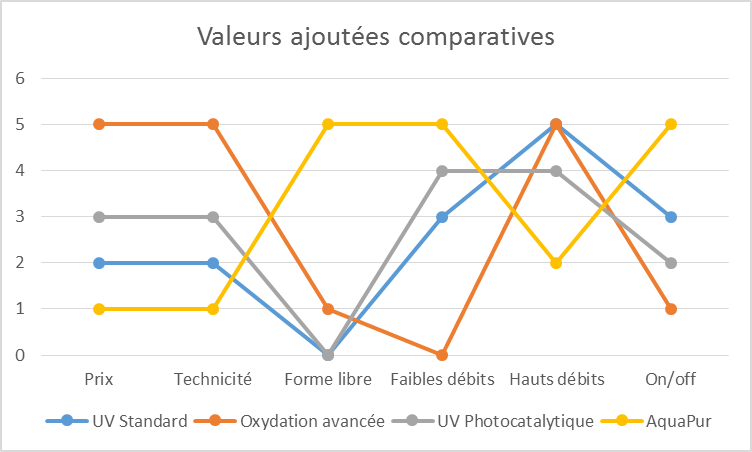 Valeurs ajoutées comparatives
6
5
4
3
2
1
0
Prix Technicité Forme libre Faibles débits Hauts débits On/off
UV Standard Oxydation avancée UV Photocatalytique AquaPur